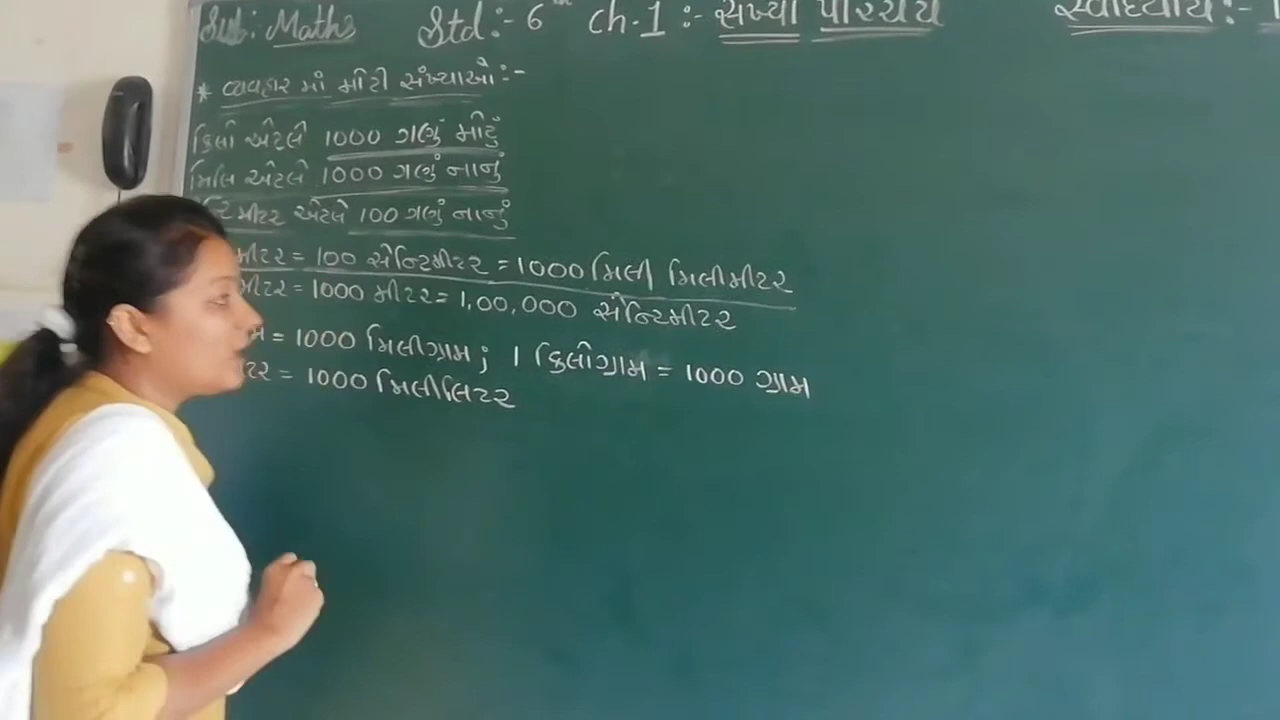 Sub: Maths Std:- 6 ch-1 :- સંખ્યા પરિચય સ્વાધ્યાય:- 1
* વ્યવહાર માં મોટી સંખ્યાઓ:-
કિલો એટલે 1000 ગણું મોટું
મિલિ એટલે 1000 ગણું નાનું
મીટર એટલે 100 ગણું નાનું
મીટર = 100 સેન્ટિમીટર = 1000 મિલી મિલીમીટર
મીટર = 1000 મીટર = 1,00,000 સેન્ટિમીટર
= 1000 મિલીગ્રામ ; 1 કિલોગ્રામ = 1000 ગ્રામ
= 1000 મિલીલિટર